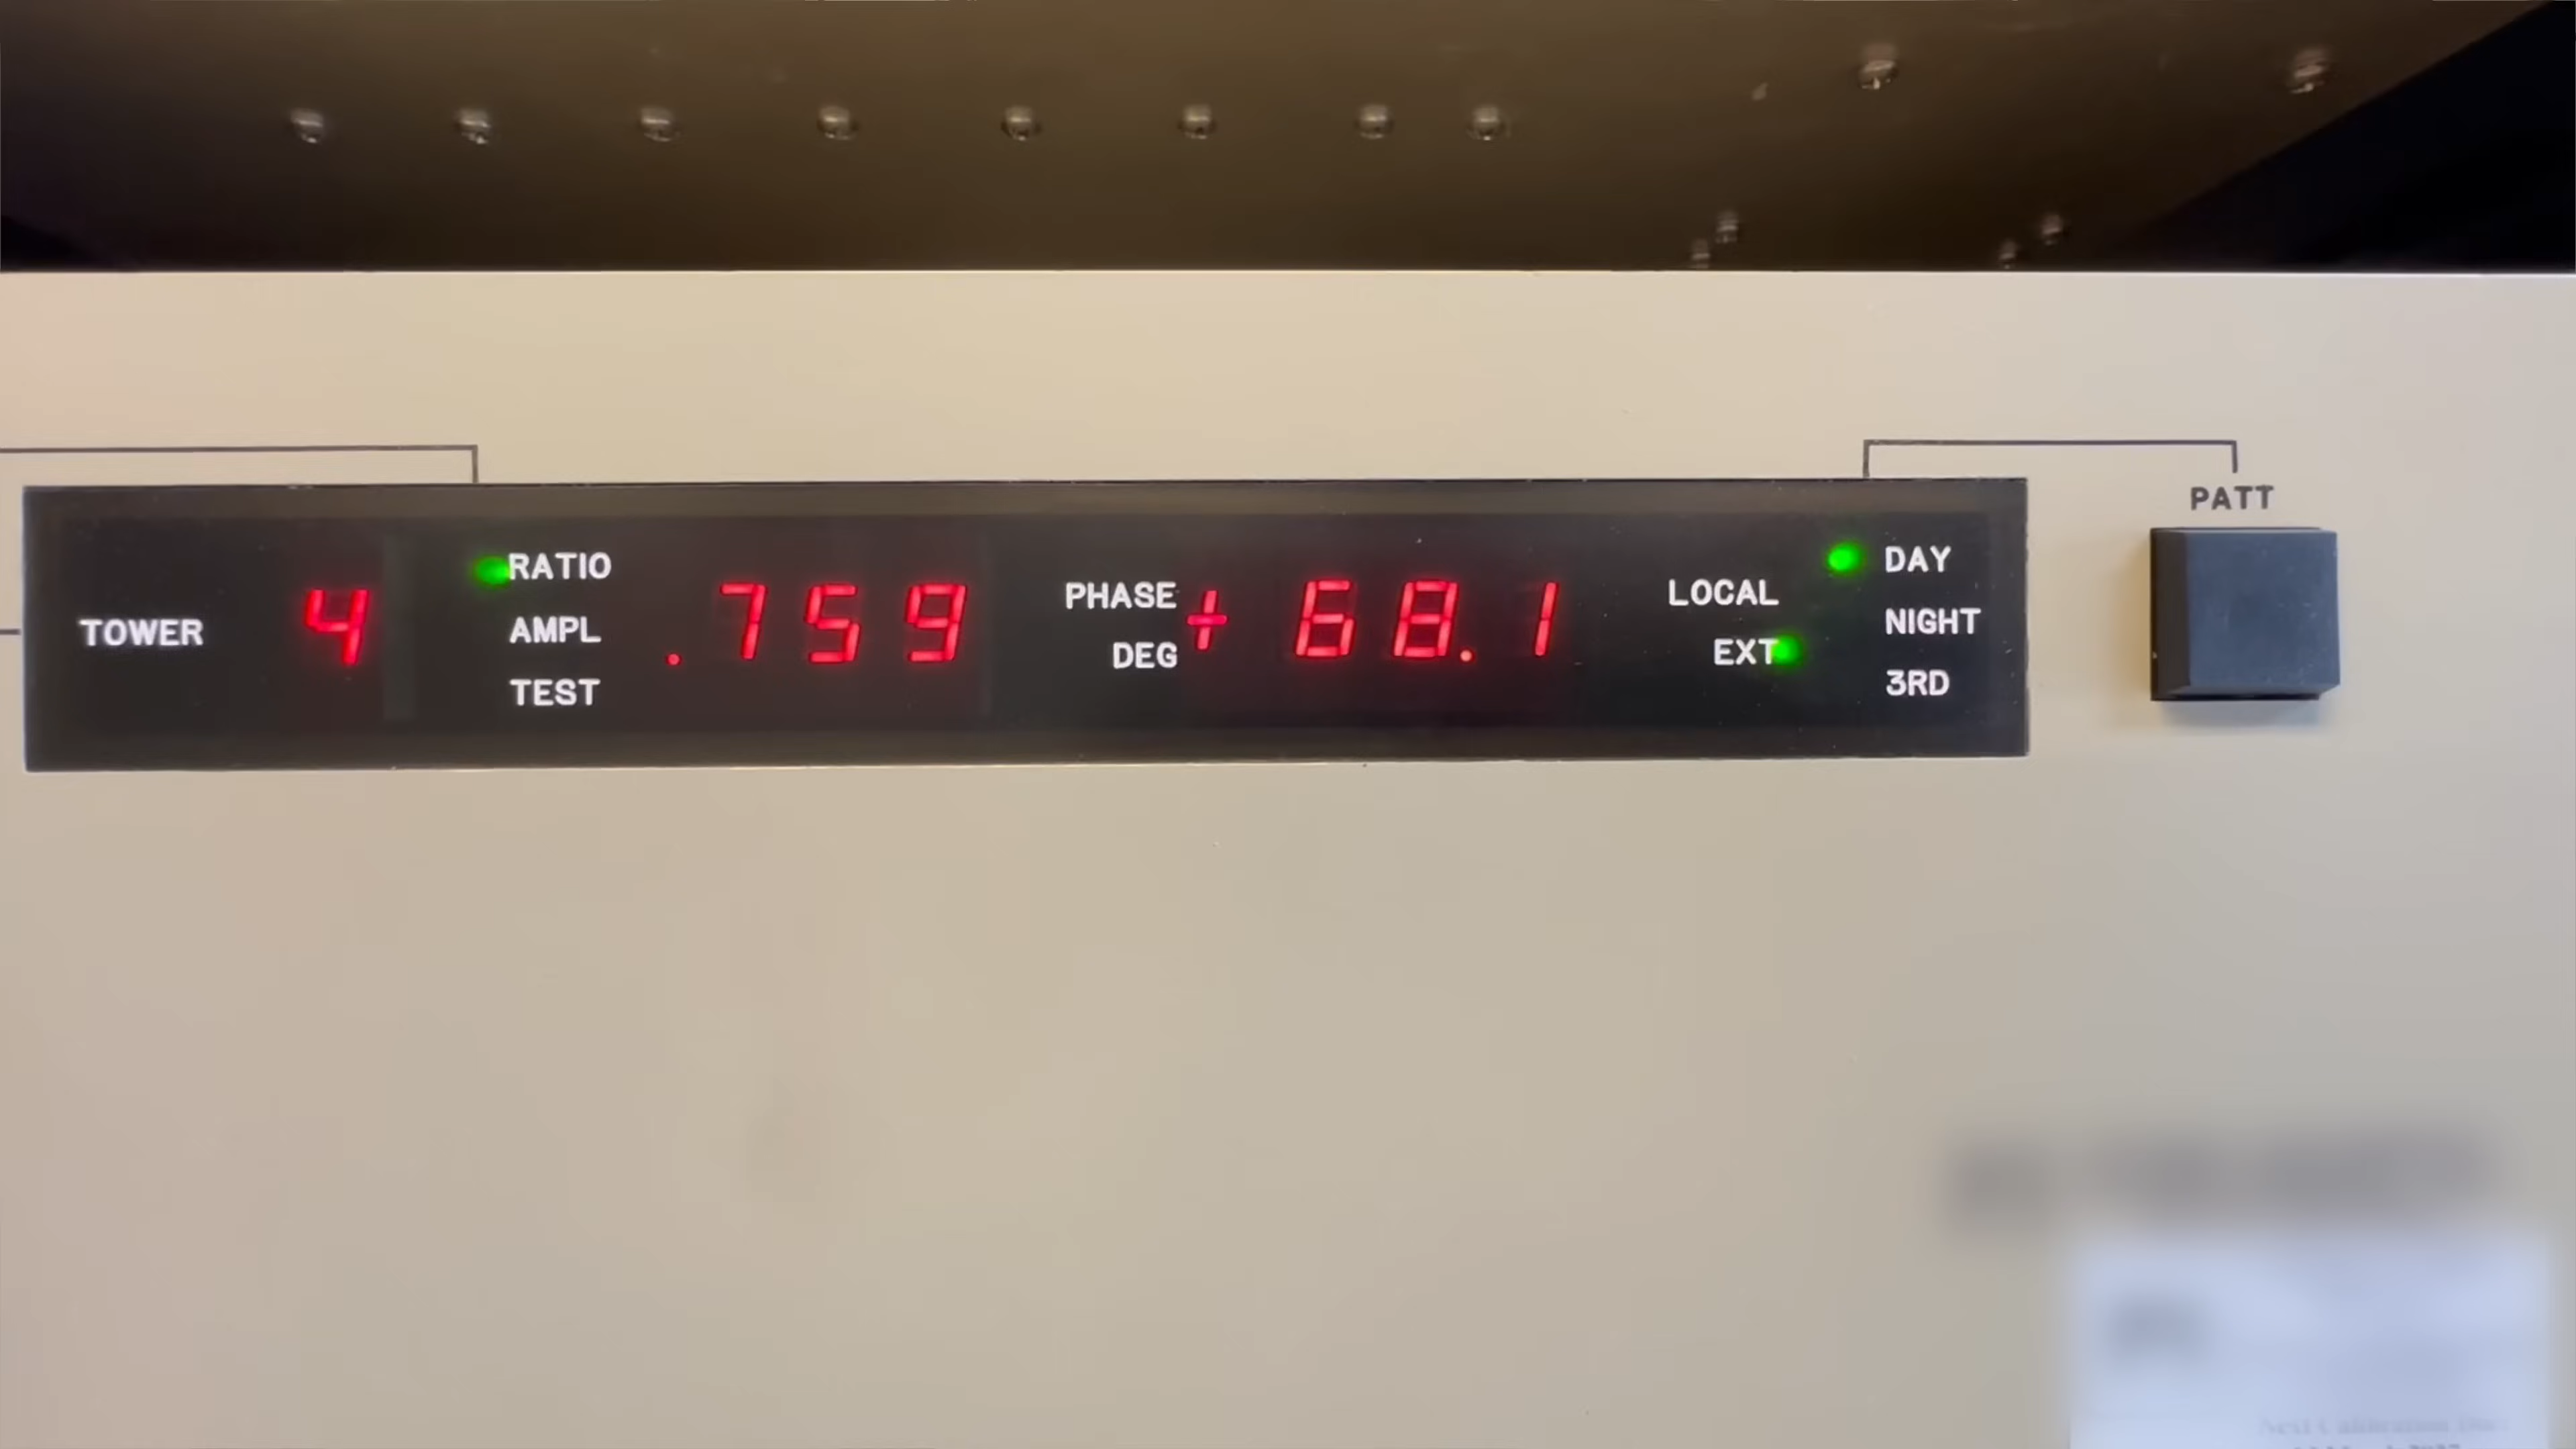 PATT
TOWER 4
RATIO
AMPL
TEST
.759
PHASE
DEG
+ 68.1
LOCAL
EXT
DAY
NIGHT
3RD